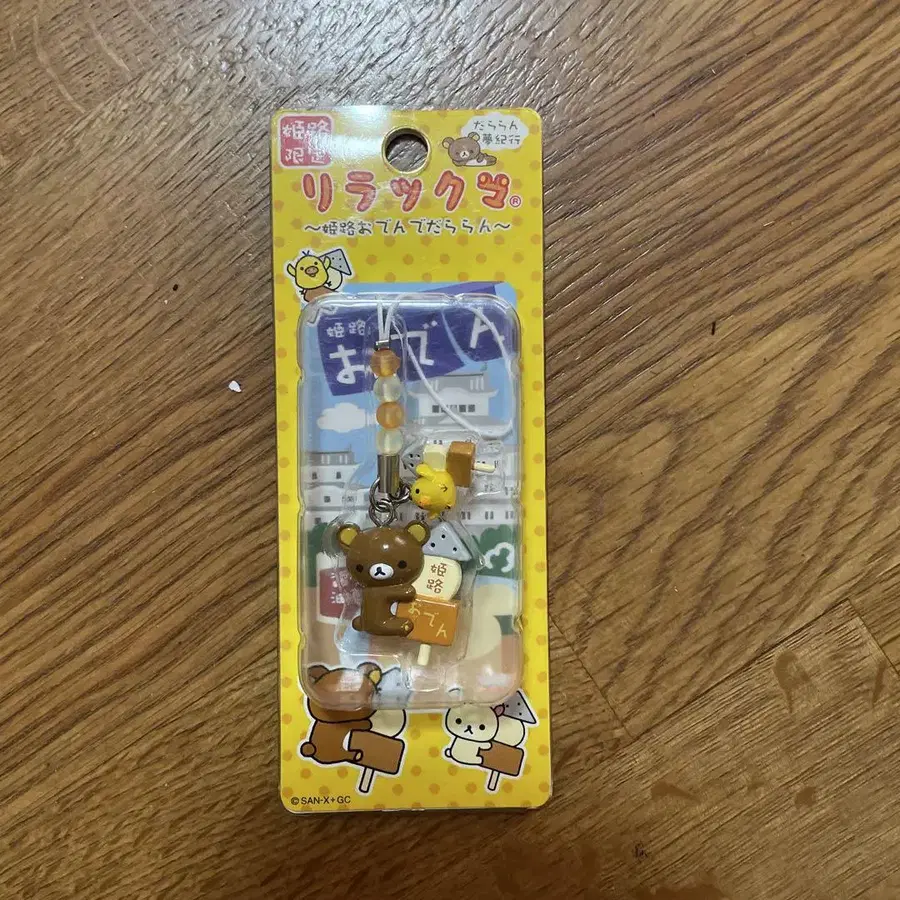 姫路
限定
だららん
夢紀行
リラックマ®
～姫路おでんでだららん～
姫路
おで
ん
姫
路
おでん
©SAN-X+GC